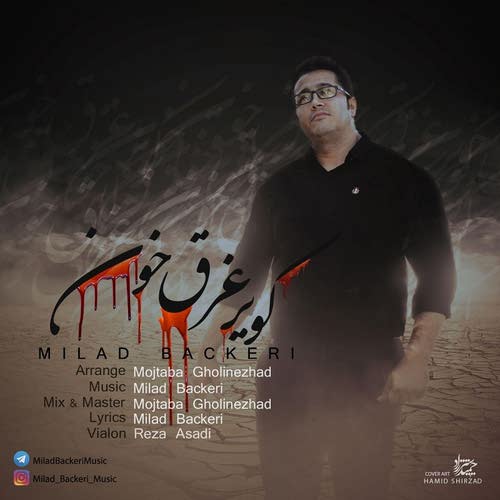 کویر غرق خون
MILAD BACKERI
Arrange Mojtaba Gholinezhad
Music Milad Backeri
Mix & Master Mojtaba Gholinezhad
Lyrics Milad Backeri
Vialon Reza Asadi
MiladBackeriMusic
Milad_Backeri_Music
COVER ART
HAMID SHIRZAD